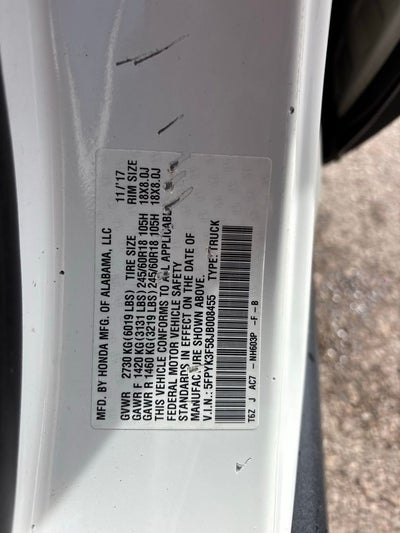 MFD. BY HONDA MFG. OF ALABAMA, LLC 11/'17
TIRE SIZE RIM SIZE
GVWR 2730 KG(6019 LBS)
GAWR F 1420 KG(3131 LBS) 245/60R18 105H 18X8.0J
GAWR R 1460 KG(3219 LBS) 245/60R18 105H 18X8.0J
THIS VEHICLE CONFORMS TO ALL APPLICABLE
FEDERAL MOTOR VEHICLE SAFETY
STANDARDS IN EFFECT ON THE DATE OF
MANUFACTURE SHOWN ABOVE.
V.I.N.: 5FPYK3F58JB008455 TYPE: TRUCK
T6Z J AC7 - NH603P -F -B